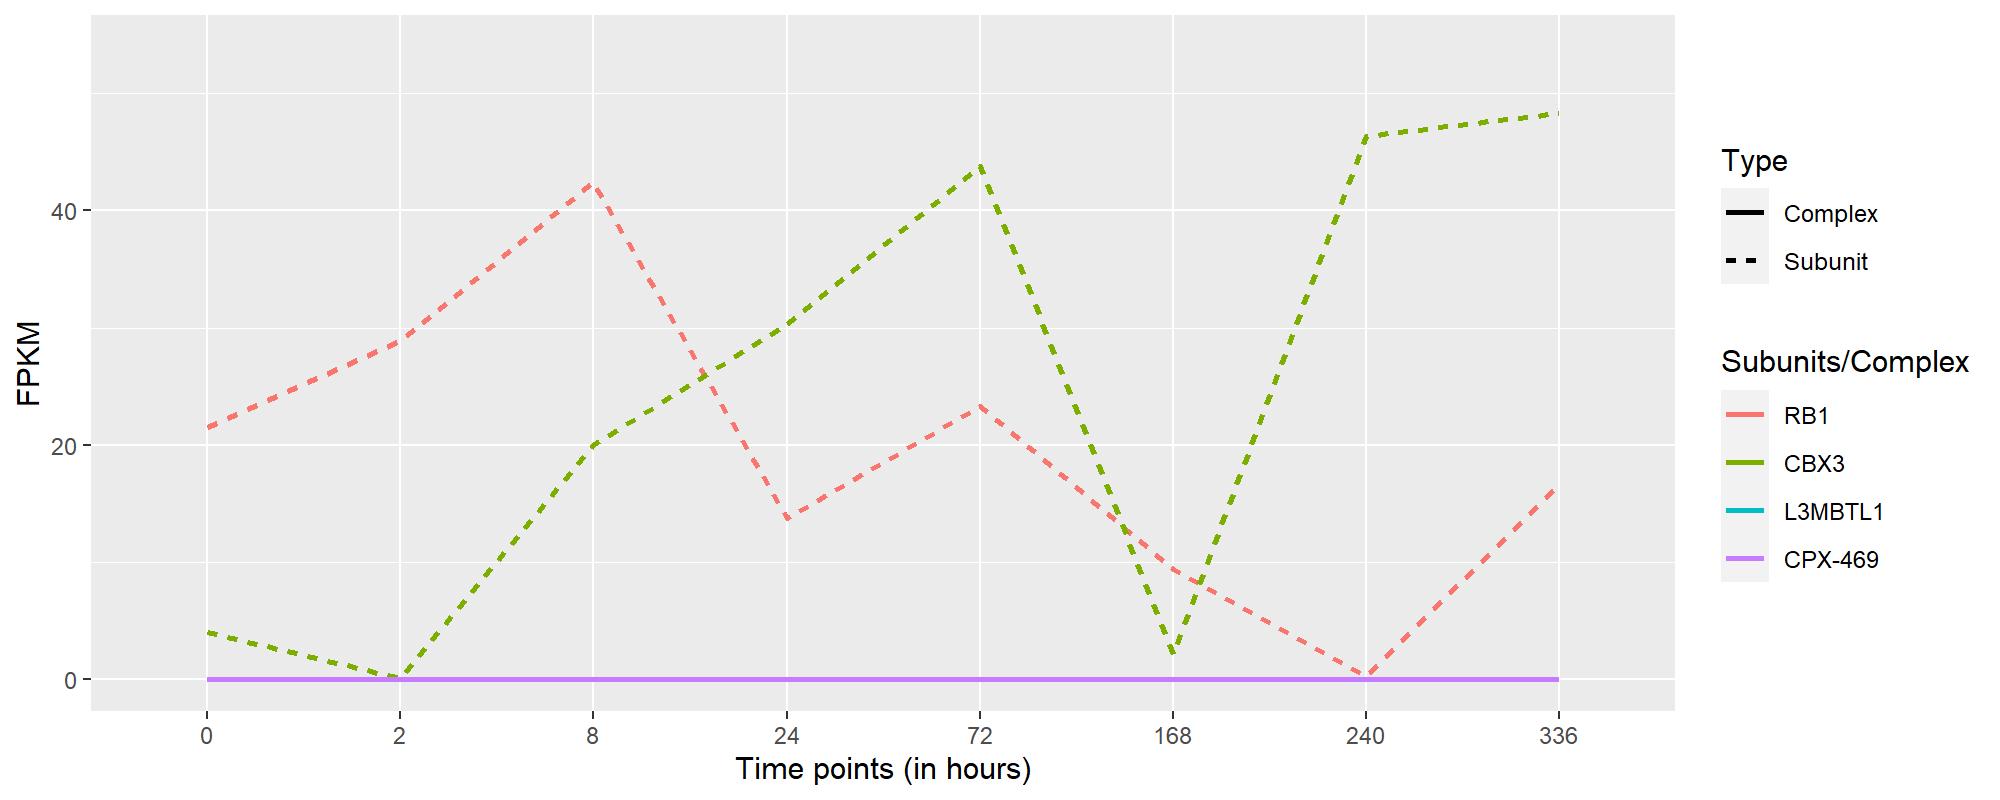 FPKM
40
20
0
0 2 8 24 72 168 240 336
Time points (in hours)
Type
Complex
Subunit
Subunits/Complex
RB1
CBX3
L3MBTL1
CPX-469